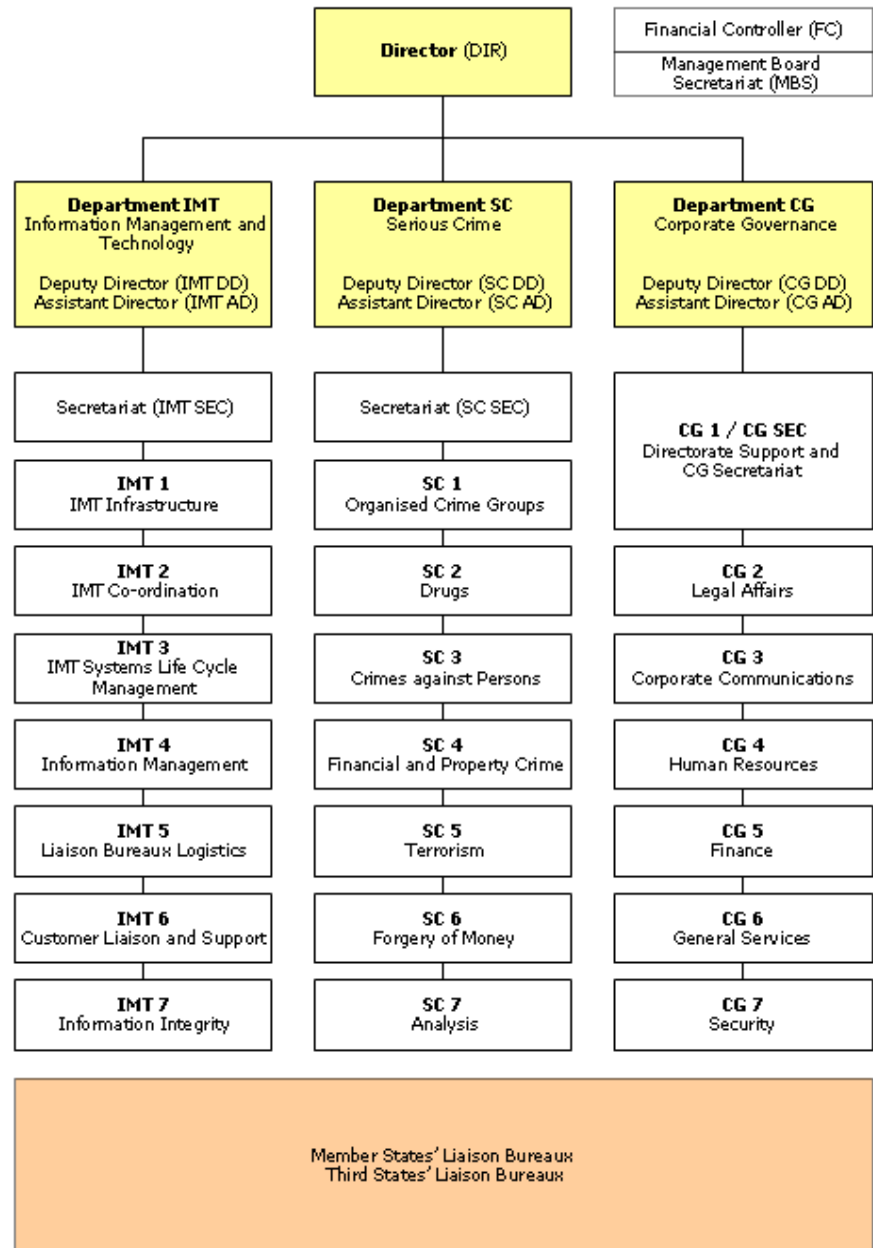 Director (DIR)
Financial Controller (FC)
Management Board
Secretariat (MBS)
Department IMT
Information Management and
Technology
Deputy Director (IMT DD)
Assistant Director (IMT AD)
Department SC
Serious Crime
Deputy Director (SC DD)
Assistant Director (SC AD)
Department CG
Corporate Governance
Deputy Director (CG DD)
Assistant Director (CG AD)
Secretariat (IMT SEC)
IMT 1
IMT Infrastructure
IMT 2
IMT Co-ordination
IMT 3
IMT Systems Life Cycle
Management
IMT 4
Information Management
IMT 5
Liaison Bureaux Logistics
IMT 6
Customer Liaison and Support
IMT 7
Information Integrity
Secretariat (SC SEC)
SC 1
Organised Crime Groups
SC 2
Drugs
SC 3
Crimes against Persons
SC 4
Financial and Property Crime
SC 5
Terrorism
SC 6
Forgery of Money
SC 7
Analysis
CG 1 / CG SEC
Directorate Support and
CG Secretariat
CG 2
Legal Affairs
CG 3
Corporate Communications
CG 4
Human Resources
CG 5
Finance
CG 6
General Services
CG 7
Security
Member States' Liaison Bureaux
Third States' Liaison Bureaux